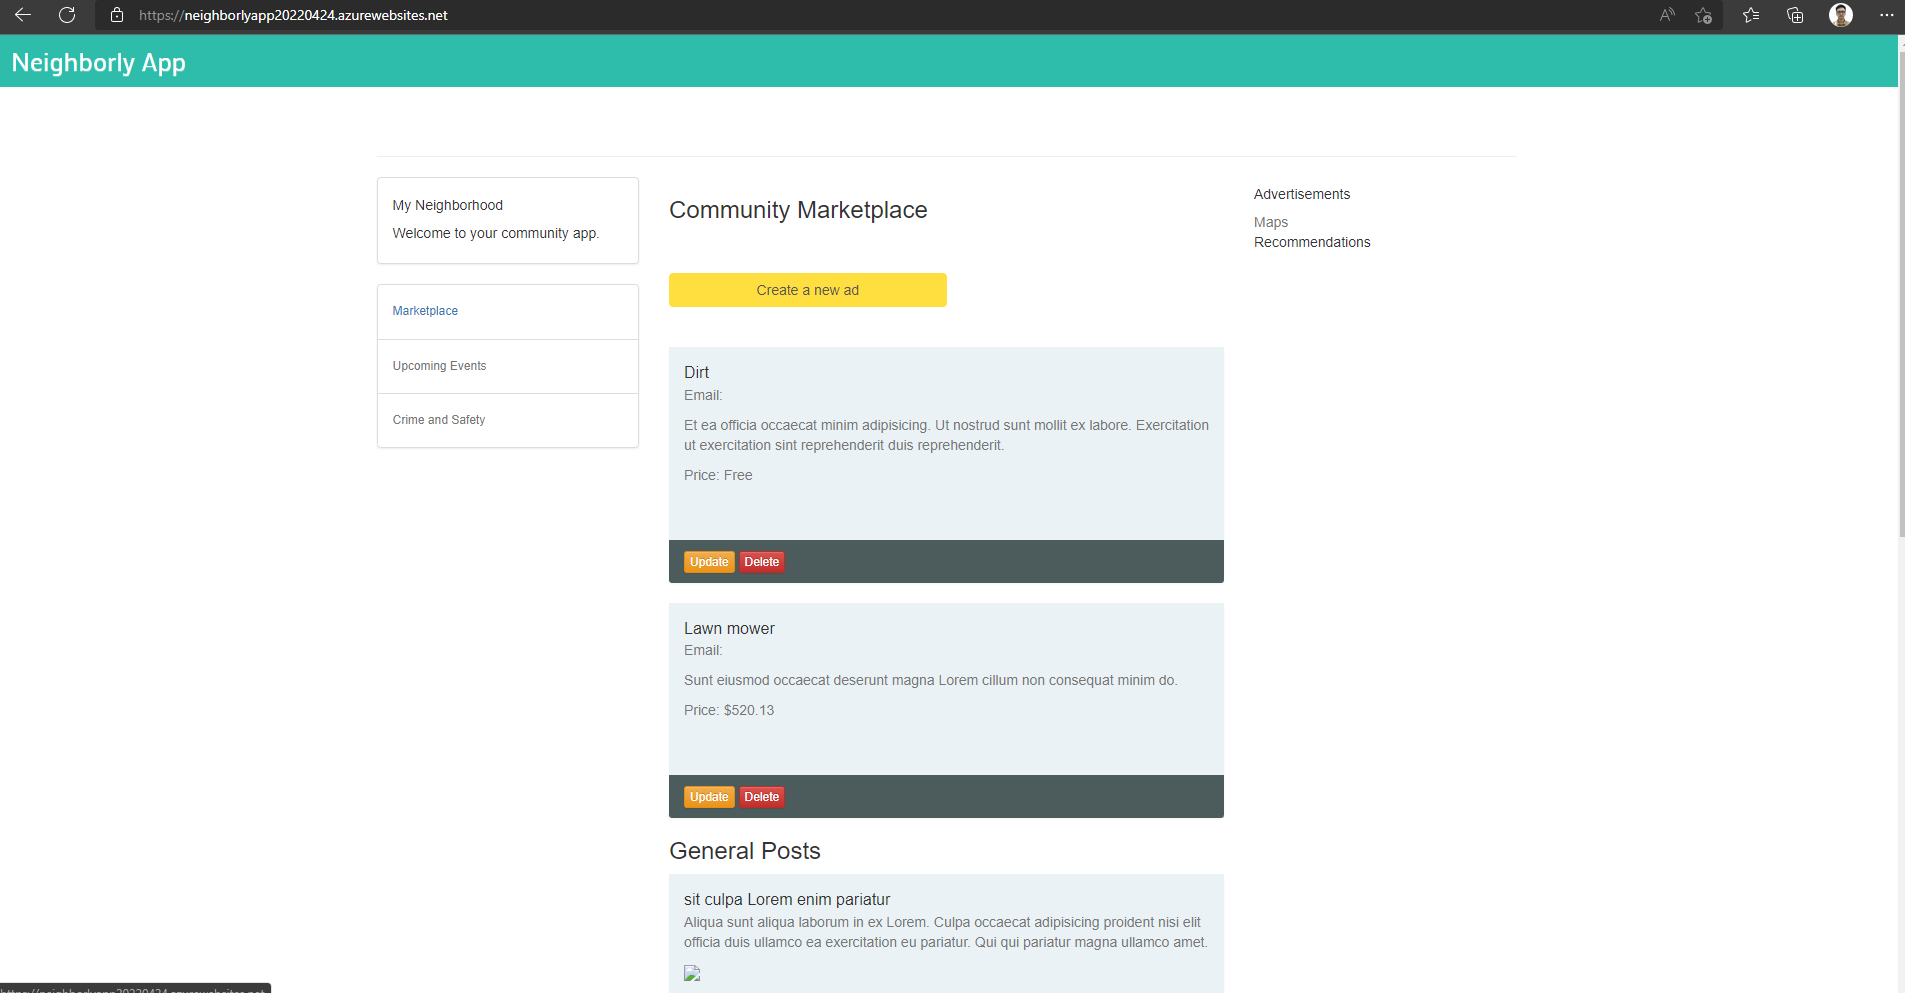 https://neighborlyapp20220424.azurewebsites.net
Neighborly App
My Neighborhood
Welcome to your community app.
Marketplace
Upcoming Events
Crime and Safety
Community Marketplace
Create a new ad
Dirt
Email:
Et ea officia occaecat minim adipisicing. Ut nostrud sunt mollit ex labore. Exercitation
ut exercitation sint reprehenderit duis reprehenderit.
Price: Free
Update Delete
Lawn mower
Email:
Sunt eiusmod occaecat deserunt magna Lorem cillum non consequat minim do.
Price: $520.13
Update Delete
General Posts
sit culpa Lorem enim pariatur
Aliqua sunt aliqua laborum in ex Lorem. Culpa occaecat adipisicing proident nisi elit
officia duis ullamco ea exercitation eu pariatur. Qui qui pariatur magna ullamco amet.
Advertisements
Maps
Recommendations
https://neighborlyapp20220424.azurewebsites.net